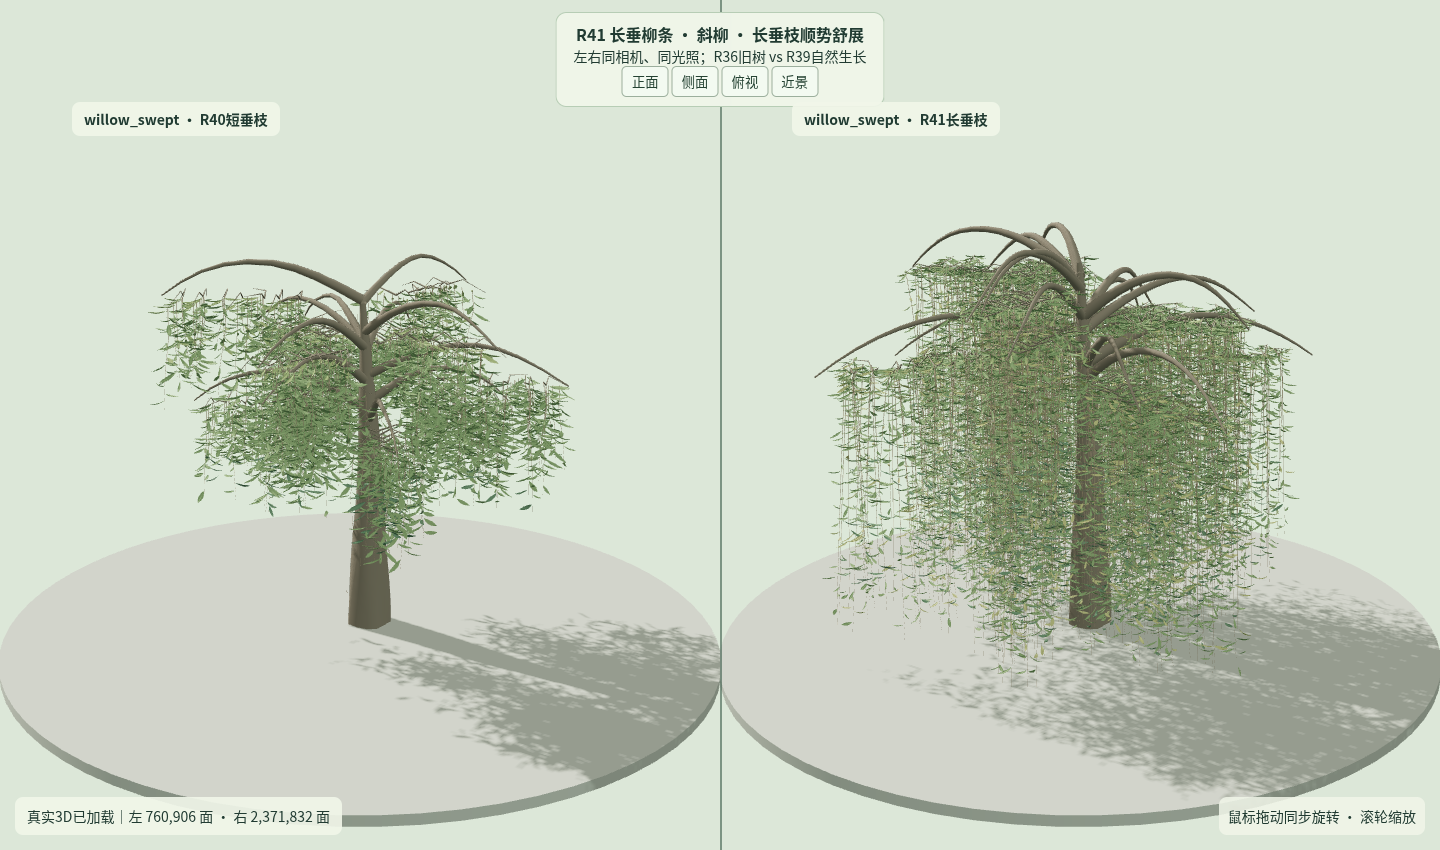 R41 长垂柳条 · 斜柳 · 长垂枝顺势舒展
左右同相机、同光照；R36旧树 vs R39自然生长
正面 侧面 俯视 近景
willow_swept · R40短垂枝
willow_swept · R41长垂枝
真实3D已加载｜左 760,906 面 · 右 2,371,832 面
鼠标拖动同步旋转 · 滚轮缩放